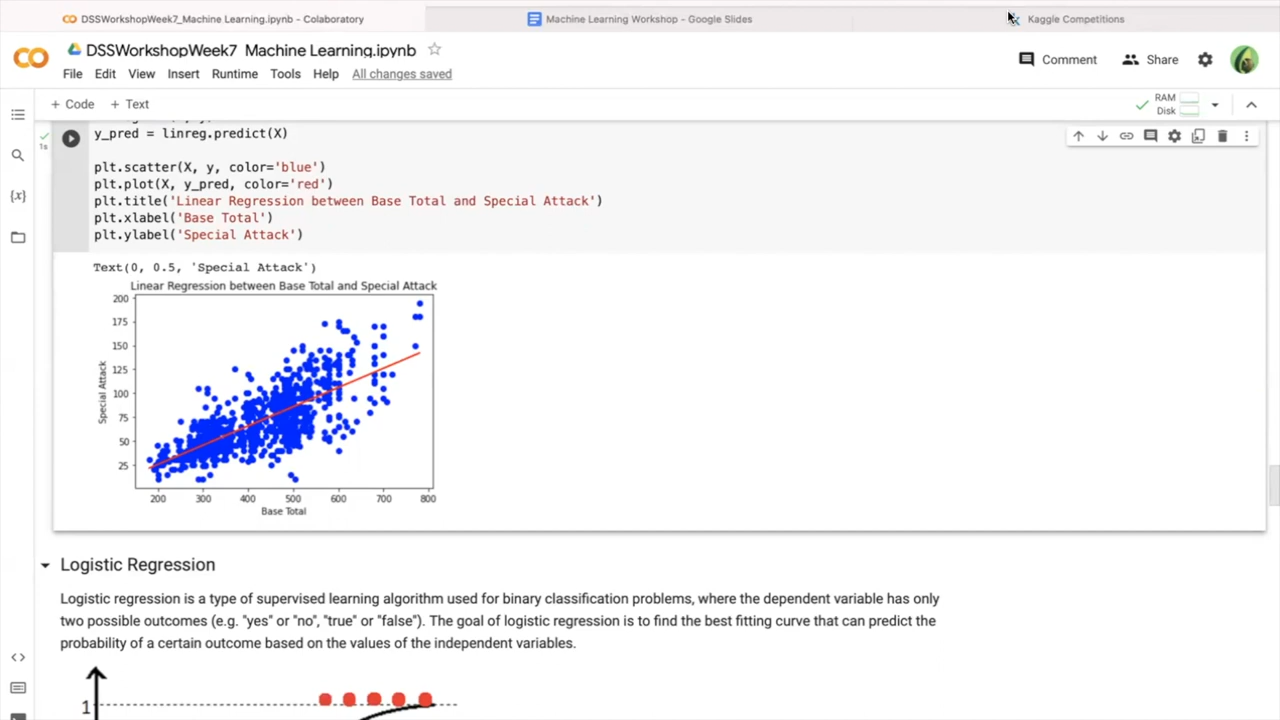 DSSWorkshopWeek7_Machine Learning.ipynb - Colaboratory
Machine Learning Workshop - Google Slides
Kaggle Competitions
DSSWorkshopWeek7 Machine Learning.ipynb
File Edit View Insert Runtime Tools Help All changes saved
Comment
Share
+ Code + Text
RAM
Disk
1s
y_pred = linreg.predict(X)
plt.scatter(X, y, color='blue')
plt.plot(X, y_pred, color='red')
plt.title('Linear Regression between Base Total and Special Attack')
plt.xlabel('Base Total')
plt.ylabel('Special Attack')
Text(0, 0.5, 'Special Attack')
Linear Regression between Base Total and Special Attack
200
175
150
125
100
75
50
25
Special Attack
200 300 400 500 600 700 800
Base Total
Logistic Regression
Logistic regression is a type of supervised learning algorithm used for binary classification problems, where the dependent variable has only
two possible outcomes (e.g. "yes" or "no", "true" or "false"). The goal of logistic regression is to find the best fitting curve that can predict the
probability of a certain outcome based on the values of the independent variables.
1